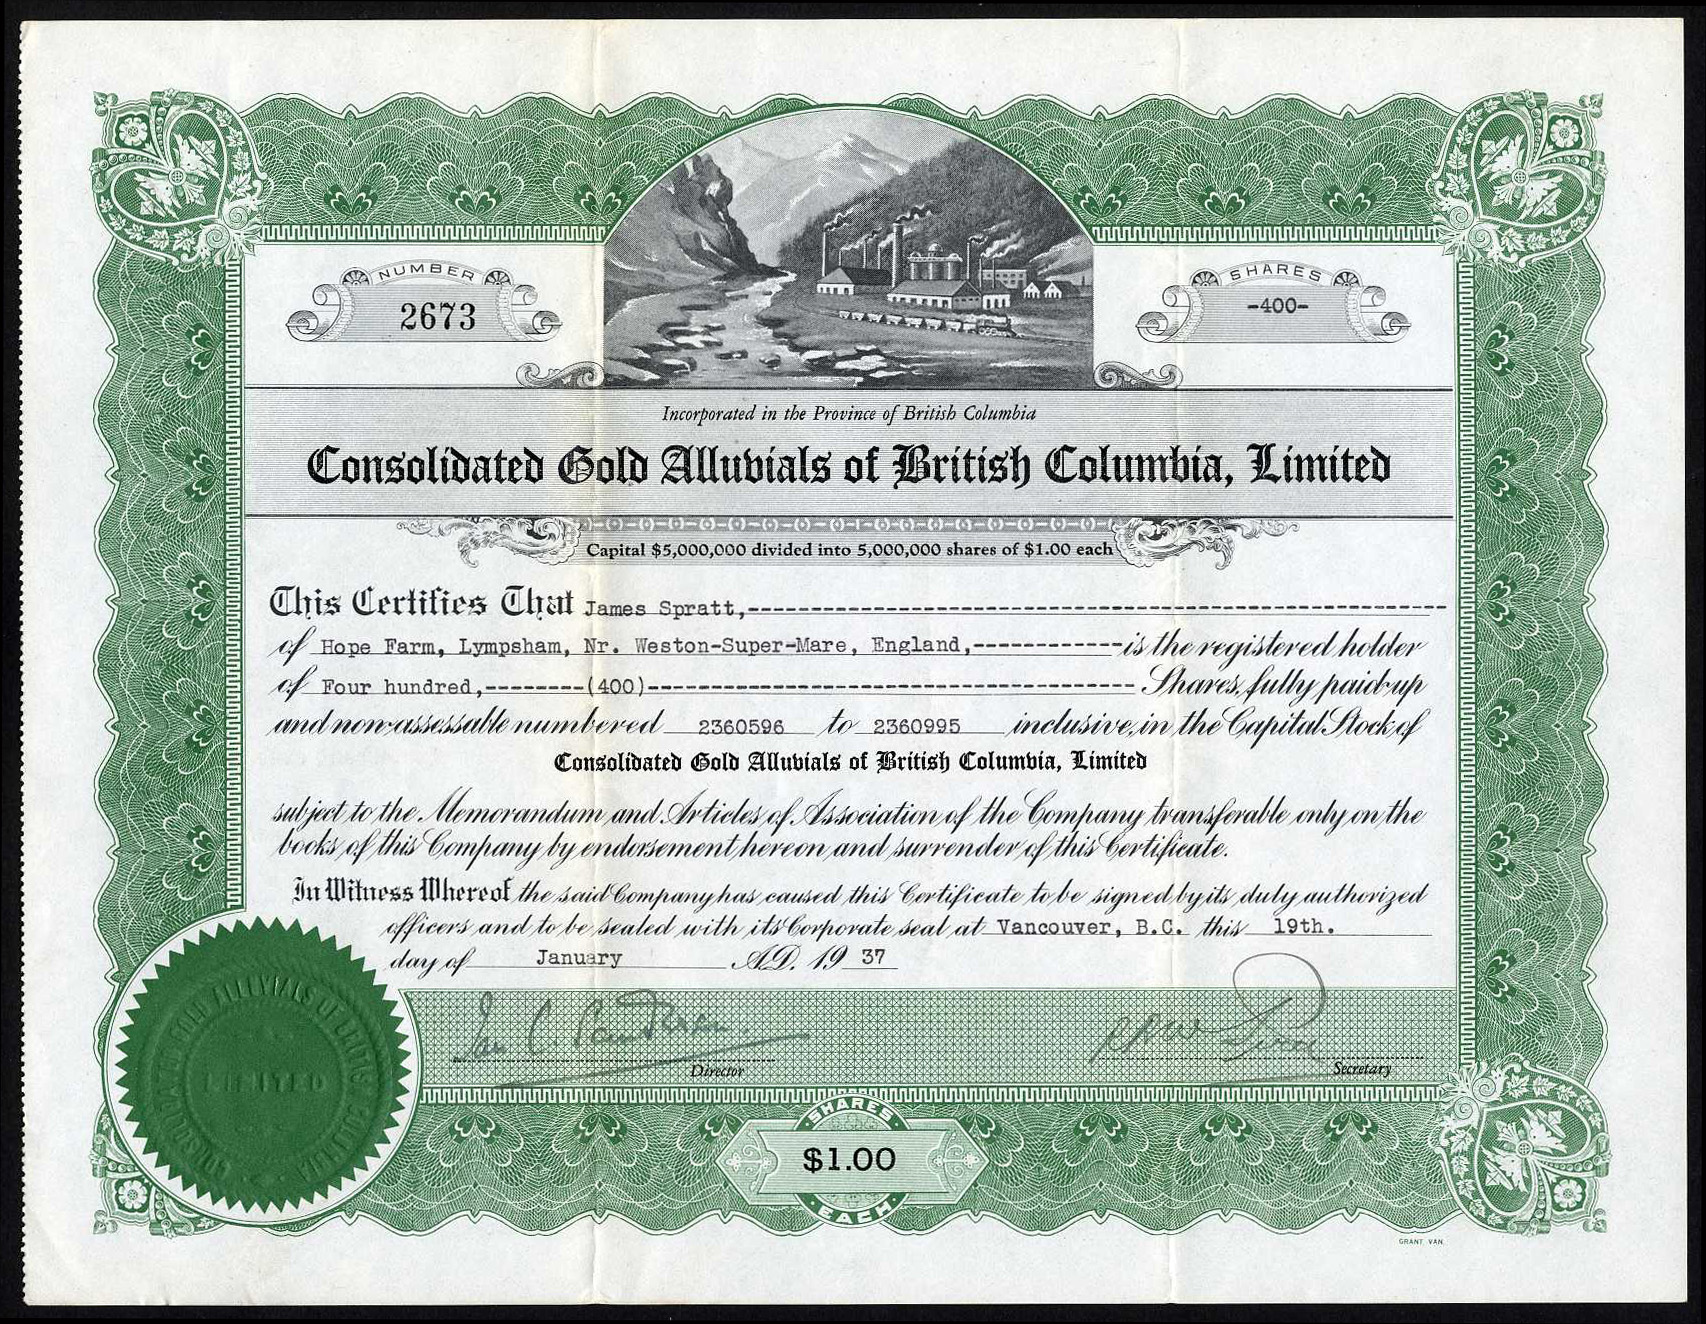 NUMBER
2673
SHARES
-400-
Incorporated in the Province of British Columbia
Consolidated Gold Alluvials of British Columbia, Limited
Capital $5,000,000 divided into 5,000,000 shares of $1.00 each
This Certifies That James Spratt,
of Hope Farm, Lympsham, Nr. Weston-Super-Mare, England, is the registered holder
of Four hundred, (400) Shares, fully paid-up
and non-assessable numbered 2360596 to 2360995 inclusive, in the Capital Stock of
Consolidated Gold Alluvials of British Columbia, Limited
subject to the Memorandum and Articles of Association of the Company transferable only on the
books of this Company by endorsement hereon and surrender of this Certificate.
In Witness Whereof the said Company has caused this Certificate to be signed by its duly authorized
officers and to be sealed with its Corporate seal at Vancouver, B.C. this 19th.
day of January A.D. 19 37
Ian C. Sanderson.
Director
Secretary
LIMITED
SHARES
$1.00
EACH
GRANT VAN.